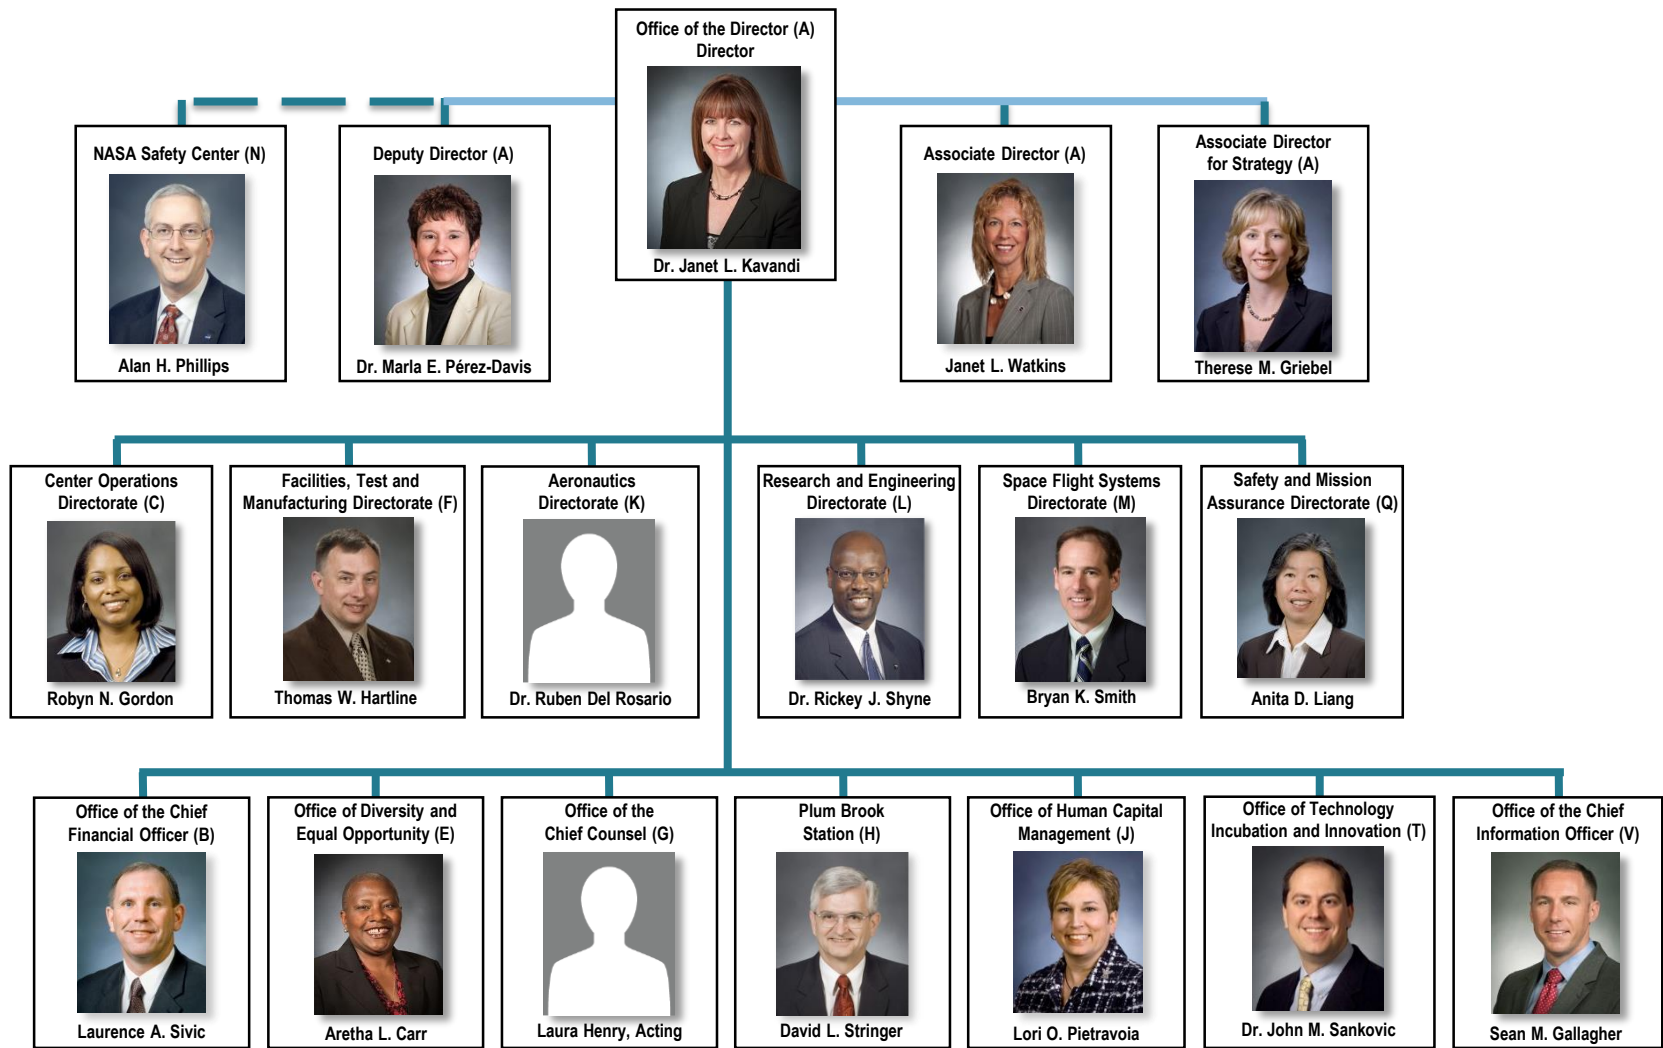 Office of the Director (A)
Director
Dr. Janet L. Kavandi
NASA Safety Center (N)
Alan H. Phillips
Deputy Director (A)
Dr. Marla E. Pérez-Davis
Associate Director (A)
Janet L. Watkins
Associate Director
for Strategy (A)
Therese M. Griebel
Center Operations
Directorate (C)
Robyn N. Gordon
Facilities, Test and
Manufacturing Directorate (F)
Thomas W. Hartline
Aeronautics
Directorate (K)
Dr. Ruben Del Rosario
Research and Engineering
Directorate (L)
Dr. Rickey J. Shyne
Space Flight Systems
Directorate (M)
Bryan K. Smith
Safety and Mission
Assurance Directorate (Q)
Anita D. Liang
Office of the Chief
Financial Officer (B)
Laurence A. Sivic
Office of Diversity and
Equal Opportunity (E)
Aretha L. Carr
Office of the
Chief Counsel (G)
Laura Henry, Acting
Plum Brook
Station (H)
David L. Stringer
Office of Human Capital
Management (J)
Lori O. Pietravoia
Office of Technology
Incubation and Innovation (T)
Dr. John M. Sankovic
Office of the Chief
Information Officer (V)
Sean M. Gallagher